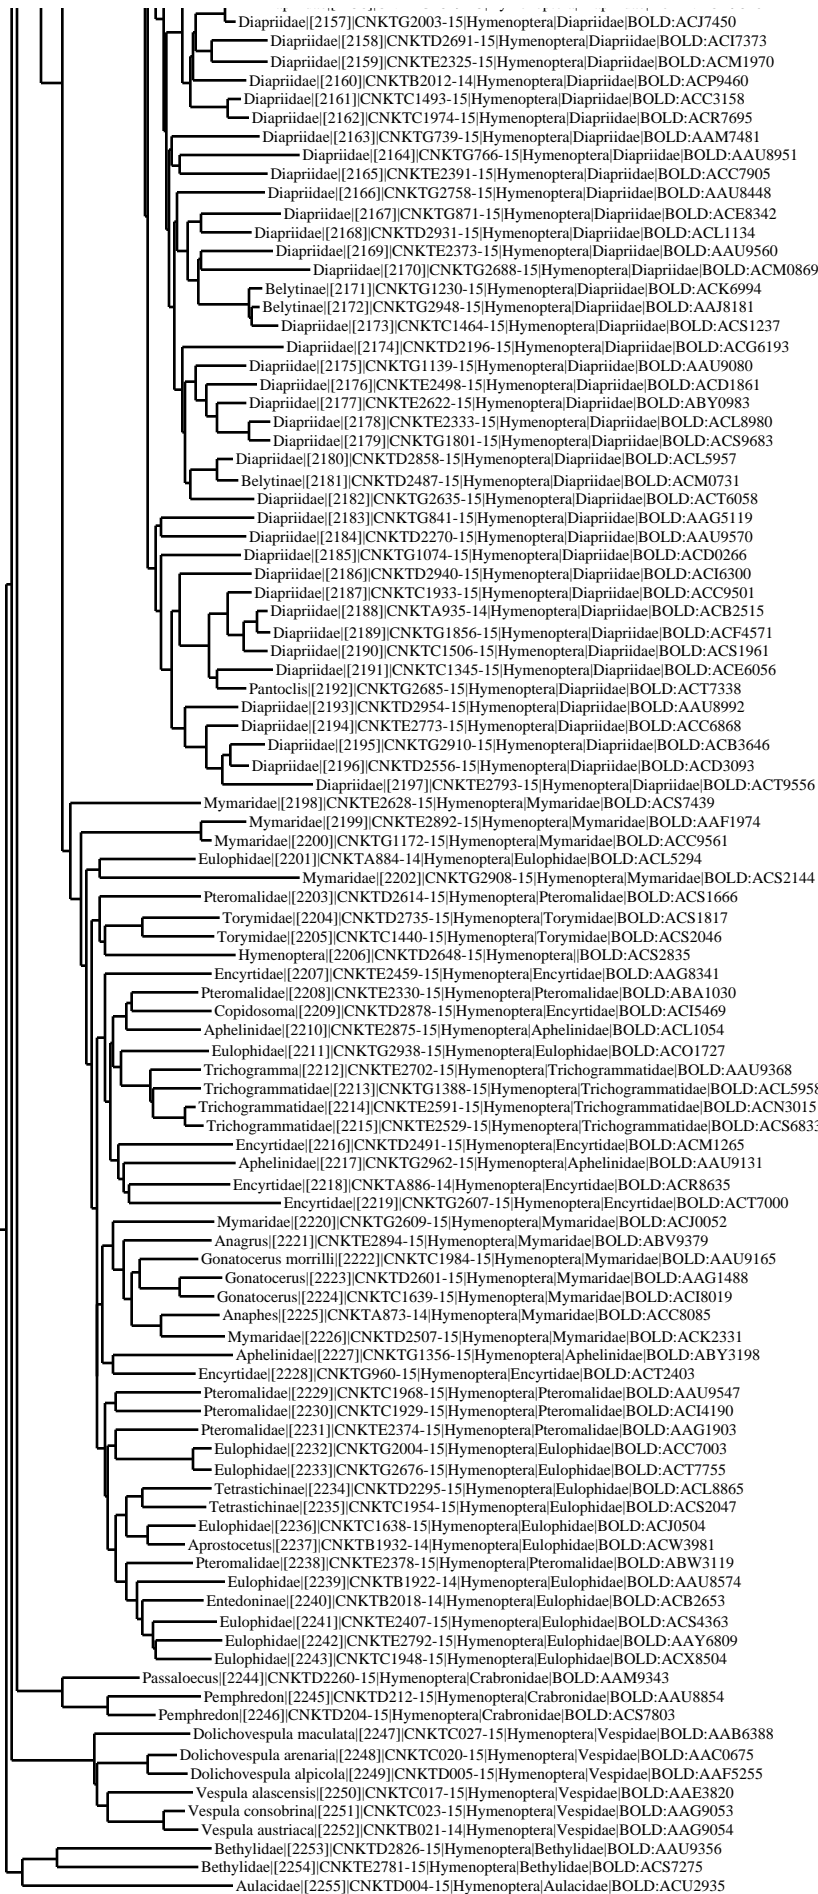 Diapriidae|[2157]|CNKTG2003-15|Hymenoptera|Diapriidae|BOLD:ACJ7450
Diapriidae|[2158]|CNKTD2691-15|Hymenoptera|Diapriidae|BOLD:ACI7373
Diapriidae|[2159]|CNKTE2325-15|Hymenoptera|Diapriidae|BOLD:ACM1970
Diapriidae|[2160]|CNKTB2012-14|Hymenoptera|Diapriidae|BOLD:ACP9460
Diapriidae|[2161]|CNKTC1493-15|Hymenoptera|Diapriidae|BOLD:ACC3158
Diapriidae|[2162]|CNKTC1974-15|Hymenoptera|Diapriidae|BOLD:ACR7695
Diapriidae|[2163]|CNKTG739-15|Hymenoptera|Diapriidae|BOLD:AAM7481
Diapriidae|[2164]|CNKTG766-15|Hymenoptera|Diapriidae|BOLD:AAU8951
Diapriidae|[2165]|CNKTE2391-15|Hymenoptera|Diapriidae|BOLD:ACC7905
Diapriidae|[2166]|CNKTG2758-15|Hymenoptera|Diapriidae|BOLD:AAU8448
Diapriidae|[2167]|CNKTG871-15|Hymenoptera|Diapriidae|BOLD:ACE8342
Diapriidae|[2168]|CNKTD2931-15|Hymenoptera|Diapriidae|BOLD:ACL1134
Diapriidae|[2169]|CNKTE2373-15|Hymenoptera|Diapriidae|BOLD:AAU9560
Diapriidae|[2170]|CNKTG2688-15|Hymenoptera|Diapriidae|BOLD:ACM0869
Belytinae|[2171]|CNKTG1230-15|Hymenoptera|Diapriidae|BOLD:ACK6994
Belytinae|[2172]|CNKTG2948-15|Hymenoptera|Diapriidae|BOLD:AAJ8181
Diapriidae|[2173]|CNKTC1464-15|Hymenoptera|Diapriidae|BOLD:ACS1237
Diapriidae|[2174]|CNKTD2196-15|Hymenoptera|Diapriidae|BOLD:ACG6193
Diapriidae|[2175]|CNKTG1139-15|Hymenoptera|Diapriidae|BOLD:AAU9080
Diapriidae|[2176]|CNKTE2498-15|Hymenoptera|Diapriidae|BOLD:ACD1861
Diapriidae|[2177]|CNKTE2622-15|Hymenoptera|Diapriidae|BOLD:ABY0983
Diapriidae|[2178]|CNKTE2333-15|Hymenoptera|Diapriidae|BOLD:ACL8980
Diapriidae|[2179]|CNKTG1801-15|Hymenoptera|Diapriidae|BOLD:ACS9683
Diapriidae|[2180]|CNKTD2858-15|Hymenoptera|Diapriidae|BOLD:ACL5957
Belytinae|[2181]|CNKTD2487-15|Hymenoptera|Diapriidae|BOLD:ACM0731
Diapriidae|[2182]|CNKTG2635-15|Hymenoptera|Diapriidae|BOLD:ACT6058
Diapriidae|[2183]|CNKTG841-15|Hymenoptera|Diapriidae|BOLD:AAG5119
Diapriidae|[2184]|CNKTD2270-15|Hymenoptera|Diapriidae|BOLD:AAU9570
Diapriidae|[2185]|CNKTG1074-15|Hymenoptera|Diapriidae|BOLD:ACD0266
Diapriidae|[2186]|CNKTD2940-15|Hymenoptera|Diapriidae|BOLD:ACI6300
Diapriidae|[2187]|CNKTC1933-15|Hymenoptera|Diapriidae|BOLD:ACC9501
Diapriidae|[2188]|CNKTA935-14|Hymenoptera|Diapriidae|BOLD:ACB2515
Diapriidae|[2189]|CNKTG1856-15|Hymenoptera|Diapriidae|BOLD:ACF4571
Diapriidae|[2190]|CNKTC1506-15|Hymenoptera|Diapriidae|BOLD:ACS1961
Diapriidae|[2191]|CNKTC1345-15|Hymenoptera|Diapriidae|BOLD:ACE6056
Pantoclis|[2192]|CNKTG2685-15|Hymenoptera|Diapriidae|BOLD:ACT7338
Diapriidae|[2193]|CNKTD2954-15|Hymenoptera|Diapriidae|BOLD:AAU8992
Diapriidae|[2194]|CNKTE2773-15|Hymenoptera|Diapriidae|BOLD:ACC6868
Diapriidae|[2195]|CNKTG2910-15|Hymenoptera|Diapriidae|BOLD:ACB3646
Diapriidae|[2196]|CNKTD2556-15|Hymenoptera|Diapriidae|BOLD:ACD3093
Diapriidae|[2197]|CNKTE2793-15|Hymenoptera|Diapriidae|BOLD:ACT9556
Mymaridae|[2198]|CNKTE2628-15|Hymenoptera|Mymaridae|BOLD:ACS7439
Mymaridae|[2199]|CNKTE2892-15|Hymenoptera|Mymaridae|BOLD:AAF1974
Mymaridae|[2200]|CNKTG1172-15|Hymenoptera|Mymaridae|BOLD:ACC9561
Eulophidae|[2201]|CNKTA884-14|Hymenoptera|Eulophidae|BOLD:ACL5294
Mymaridae|[2202]|CNKTG2908-15|Hymenoptera|Mymaridae|BOLD:ACS2144
Pteromalidae|[2203]|CNKTD2614-15|Hymenoptera|Pteromalidae|BOLD:ACS1666
Torymidae|[2204]|CNKTD2735-15|Hymenoptera|Torymidae|BOLD:ACS1817
Torymidae|[2205]|CNKTC1440-15|Hymenoptera|Torymidae|BOLD:ACS2046
Hymenoptera|[2206]|CNKTD2648-15|Hymenoptera||BOLD:ACS2835
Encyrtidae|[2207]|CNKTE2459-15|Hymenoptera|Encyrtidae|BOLD:AAG8341
Pteromalidae|[2208]|CNKTE2330-15|Hymenoptera|Pteromalidae|BOLD:ABA1030
Copidosoma|[2209]|CNKTD2878-15|Hymenoptera|Encyrtidae|BOLD:ACI5469
Aphelinidae|[2210]|CNKTE2875-15|Hymenoptera|Aphelinidae|BOLD:ACL1054
Eulophidae|[2211]|CNKTG2938-15|Hymenoptera|Eulophidae|BOLD:ACO1727
Trichogramma|[2212]|CNKTE2702-15|Hymenoptera|Trichogrammatidae|BOLD:AAU9368
Trichogrammatidae|[2213]|CNKTG1388-15|Hymenoptera|Trichogrammatidae|BOLD:ACL5958
Trichogrammatidae|[2214]|CNKTE2591-15|Hymenoptera|Trichogrammatidae|BOLD:ACN3015
Trichogrammatidae|[2215]|CNKTE2529-15|Hymenoptera|Trichogrammatidae|BOLD:ACS6833
Encyrtidae|[2216]|CNKTD2491-15|Hymenoptera|Encyrtidae|BOLD:ACM1265
Aphelinidae|[2217]|CNKTG2962-15|Hymenoptera|Aphelinidae|BOLD:AAU9131
Encyrtidae|[2218]|CNKTA886-14|Hymenoptera|Encyrtidae|BOLD:ACR8635
Encyrtidae|[2219]|CNKTG2607-15|Hymenoptera|Encyrtidae|BOLD:ACT7000
Mymaridae|[2220]|CNKTG2609-15|Hymenoptera|Mymaridae|BOLD:ACJ0052
Anagrus|[2221]|CNKTE2894-15|Hymenoptera|Mymaridae|BOLD:ABV9379
Gonatocerus morrilli|[2222]|CNKTC1984-15|Hymenoptera|Mymaridae|BOLD:AAU9165
Gonatocerus|[2223]|CNKTD2601-15|Hymenoptera|Mymaridae|BOLD:AAG1488
Gonatocerus|[2224]|CNKTC1639-15|Hymenoptera|Mymaridae|BOLD:ACI8019
Anaphes|[2225]|CNKTA873-14|Hymenoptera|Mymaridae|BOLD:ACC8085
Mymaridae|[2226]|CNKTD2507-15|Hymenoptera|Mymaridae|BOLD:ACK2331
Aphelinidae|[2227]|CNKTG1356-15|Hymenoptera|Aphelinidae|BOLD:ABY3198
Encyrtidae|[2228]|CNKTG960-15|Hymenoptera|Encyrtidae|BOLD:ACT2403
Pteromalidae|[2229]|CNKTC1968-15|Hymenoptera|Pteromalidae|BOLD:AAU9547
Pteromalidae|[2230]|CNKTC1929-15|Hymenoptera|Pteromalidae|BOLD:ACI4190
Pteromalidae|[2231]|CNKTE2374-15|Hymenoptera|Pteromalidae|BOLD:AAG1903
Eulophidae|[2232]|CNKTG2004-15|Hymenoptera|Eulophidae|BOLD:ACC7003
Eulophidae|[2233]|CNKTG2676-15|Hymenoptera|Eulophidae|BOLD:ACT7755
Tetrastichinae|[2234]|CNKTD2295-15|Hymenoptera|Eulophidae|BOLD:ACL8865
Tetrastichinae|[2235]|CNKTC1954-15|Hymenoptera|Eulophidae|BOLD:ACS2047
Eulophidae|[2236]|CNKTC1638-15|Hymenoptera|Eulophidae|BOLD:ACJ0504
Aprostocetus|[2237]|CNKTB1932-14|Hymenoptera|Eulophidae|BOLD:ACW3981
Pteromalidae|[2238]|CNKTE2378-15|Hymenoptera|Pteromalidae|BOLD:ABW3119
Eulophidae|[2239]|CNKTB1922-14|Hymenoptera|Eulophidae|BOLD:AAU8574
Entedoninae|[2240]|CNKTB2018-14|Hymenoptera|Eulophidae|BOLD:ACB2653
Eulophidae|[2241]|CNKTE2407-15|Hymenoptera|Eulophidae|BOLD:ACS4363
Eulophidae|[2242]|CNKTE2792-15|Hymenoptera|Eulophidae|BOLD:AAY6809
Eulophidae|[2243]|CNKTC1948-15|Hymenoptera|Eulophidae|BOLD:ACX8504
Passaloecus|[2244]|CNKTD2260-15|Hymenoptera|Crabronidae|BOLD:AAM9343
Pemphredon|[2245]|CNKTD212-15|Hymenoptera|Crabronidae|BOLD:AAU8854
Pemphredon|[2246]|CNKTD204-15|Hymenoptera|Crabronidae|BOLD:ACS7803
Dolichovespula maculata|[2247]|CNKTC027-15|Hymenoptera|Vespidae|BOLD:AAB6388
Dolichovespula arenaria|[2248]|CNKTC020-15|Hymenoptera|Vespidae|BOLD:AAC0675
Dolichovespula alpicola|[2249]|CNKTD005-15|Hymenoptera|Vespidae|BOLD:AAF5255
Vespula alascensis|[2250]|CNKTC017-15|Hymenoptera|Vespidae|BOLD:AAE3820
Vespula consobrina|[2251]|CNKTC023-15|Hymenoptera|Vespidae|BOLD:AAG9053
Vespula austriaca|[2252]|CNKTB021-14|Hymenoptera|Vespidae|BOLD:AAG9054
Bethylidae|[2253]|CNKTD2826-15|Hymenoptera|Bethylidae|BOLD:AAU9356
Bethylidae|[2254]|CNKTE2781-15|Hymenoptera|Bethylidae|BOLD:ACS7275
Aulacidae|[2255]|CNKTD004-15|Hymenoptera|Aulacidae|BOLD:ACU2935